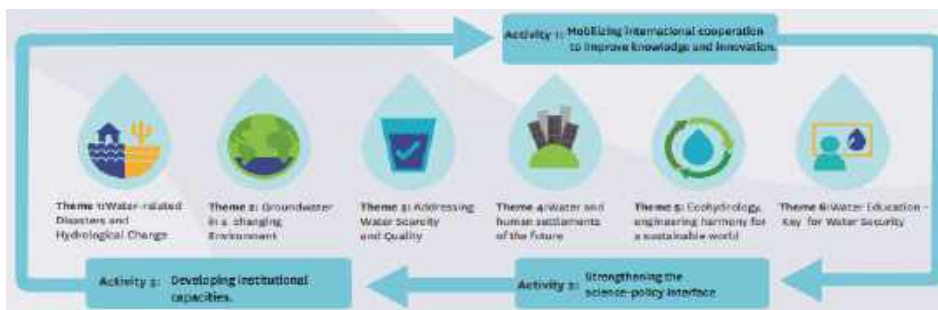 Activity 1: Mobilizing international cooperation
to improve knowledge and innovation.
Theme 1:Water-related
Disasters and
Hydrological Change
Theme 2: Groundwater
in a changing
Environment
Theme 3: Addressing
Water Scarcity
and Quality
Theme 4:Water and
human settlements
of the future
Theme 5: Ecohydrology,
engineering harmony for
a sustainable world
Theme 6:Water Education –
Key for Water Security
Activity 3: Developing institutional
capacities.
Activity 2: Strengthening the
science-policy interface